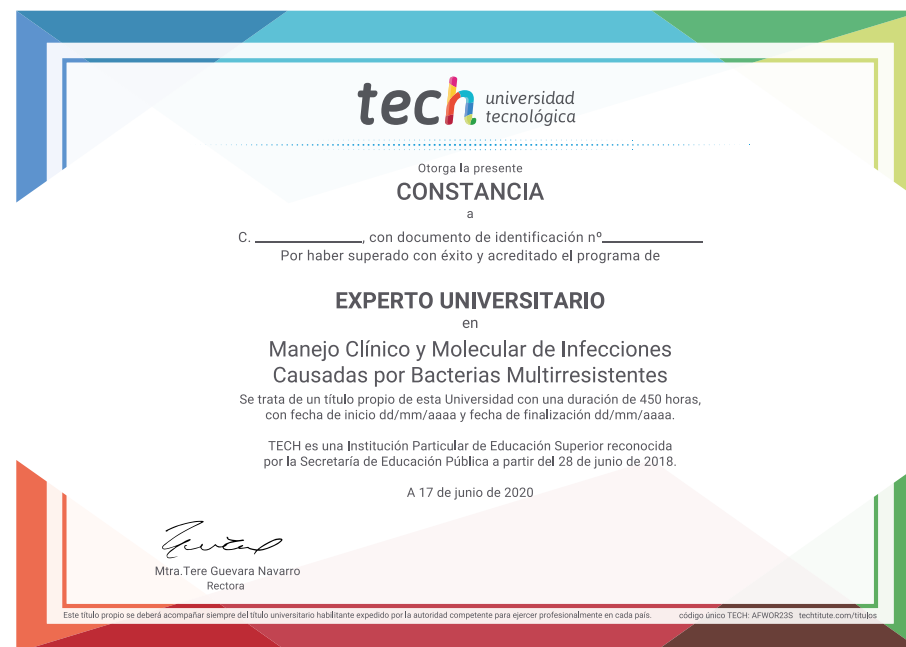 tech universidad
tecnológica
Otorga la presente
CONSTANCIA
a
C. ____________, con documento de identificación nº____________
Por haber superado con éxito y acreditado el programa de
EXPERTO UNIVERSITARIO
en
Manejo Clínico y Molecular de Infecciones
Causadas por Bacterias Multirresistentes
Se trata de un título propio de esta Universidad con una duración de 450 horas,
con fecha de inicio dd/mm/aaaa y fecha de finalización dd/mm/aaaa.
TECH es una Institución Particular de Educación Superior reconocida
por la Secretaría de Educación Pública a partir del 28 de junio de 2018.
A 17 de junio de 2020
Mtra.Tere Guevara Navarro
Rectora
Este título propio se deberá acompañar siempre del título universitario habilitante expedido por la autoridad competente para ejercer profesionalmente en cada país. código único TECH: AFWOR23S techtitute.com/titulos